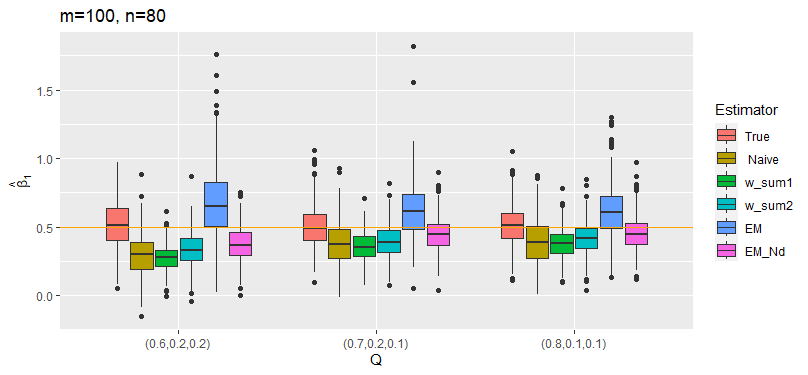 m=100, n=80
1.5
1.0
0.5
0.0
β̂1
(0.6,0.2,0.2)
(0.7,0.2,0.1)
(0.8,0.1,0.1)
Q
Estimator
True
Naive
w_sum1
w_sum2
EM
EM_Nd